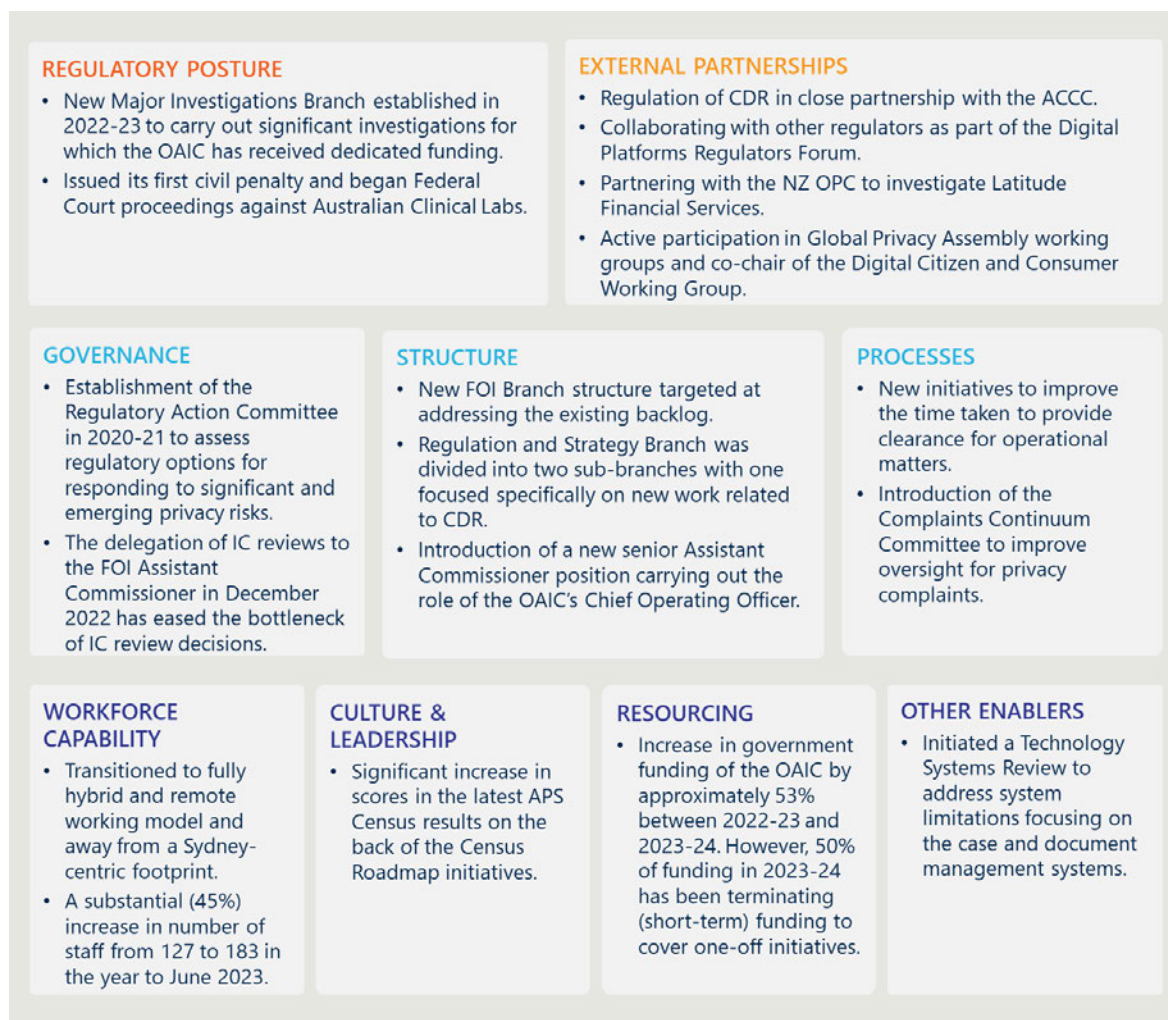 REGULATORY POSTURE
• New Major Investigations Branch established in
2022-23 to carry out significant investigations for
which the OAIC has received dedicated funding.
• Issued its first civil penalty and began Federal
Court proceedings against Australian Clinical Labs.
EXTERNAL PARTNERSHIPS
• Regulation of CDR in close partnership with the ACCC.
• Collaborating with other regulators as part of the Digital
Platforms Regulators Forum.
• Partnering with the NZ OPC to investigate Latitude
Financial Services.
• Active participation in Global Privacy Assembly working
groups and co-chair of the Digital Citizen and Consumer
Working Group.
GOVERNANCE
• Establishment of the
Regulatory Action Committee
in 2020-21 to assess
regulatory options for
responding to significant and
emerging privacy risks.
• The delegation of IC reviews to
the FOI Assistant
Commissioner in December
2022 has eased the bottleneck
of IC review decisions.
STRUCTURE
• New FOI Branch structure targeted at
addressing the existing backlog.
• Regulation and Strategy Branch was
divided into two sub-branches with one
focused specifically on new work related
to CDR.
• Introduction of a new senior Assistant
Commissioner position carrying out the
role of the OAIC's Chief Operating Officer.
PROCESSES
• New initiatives to improve
the time taken to provide
clearance for operational
matters.
• Introduction of the
Complaints Continuum
Committee to improve
oversight for privacy
complaints.
WORKFORCE
CAPABILITY
• Transitioned to fully
hybrid and remote
working model and
away from a Sydney-
centric footprint.
• A substantial (45%)
increase in number of
staff from 127 to 183 in
the year to June 2023.
CULTURE &
LEADERSHIP
• Significant increase in
scores in the latest APS
Census results on the
back of the Census
Roadmap initiatives.
RESOURCING
• Increase in government
funding of the OAIC by
approximately 53%
between 2022-23 and
2023-24. However, 50%
of funding in 2023-24
has been terminating
(short-term) funding to
cover one-off initiatives.
OTHER ENABLERS
• Initiated a Technology
Systems Review to
address system
limitations focusing on
the case and document
management systems.